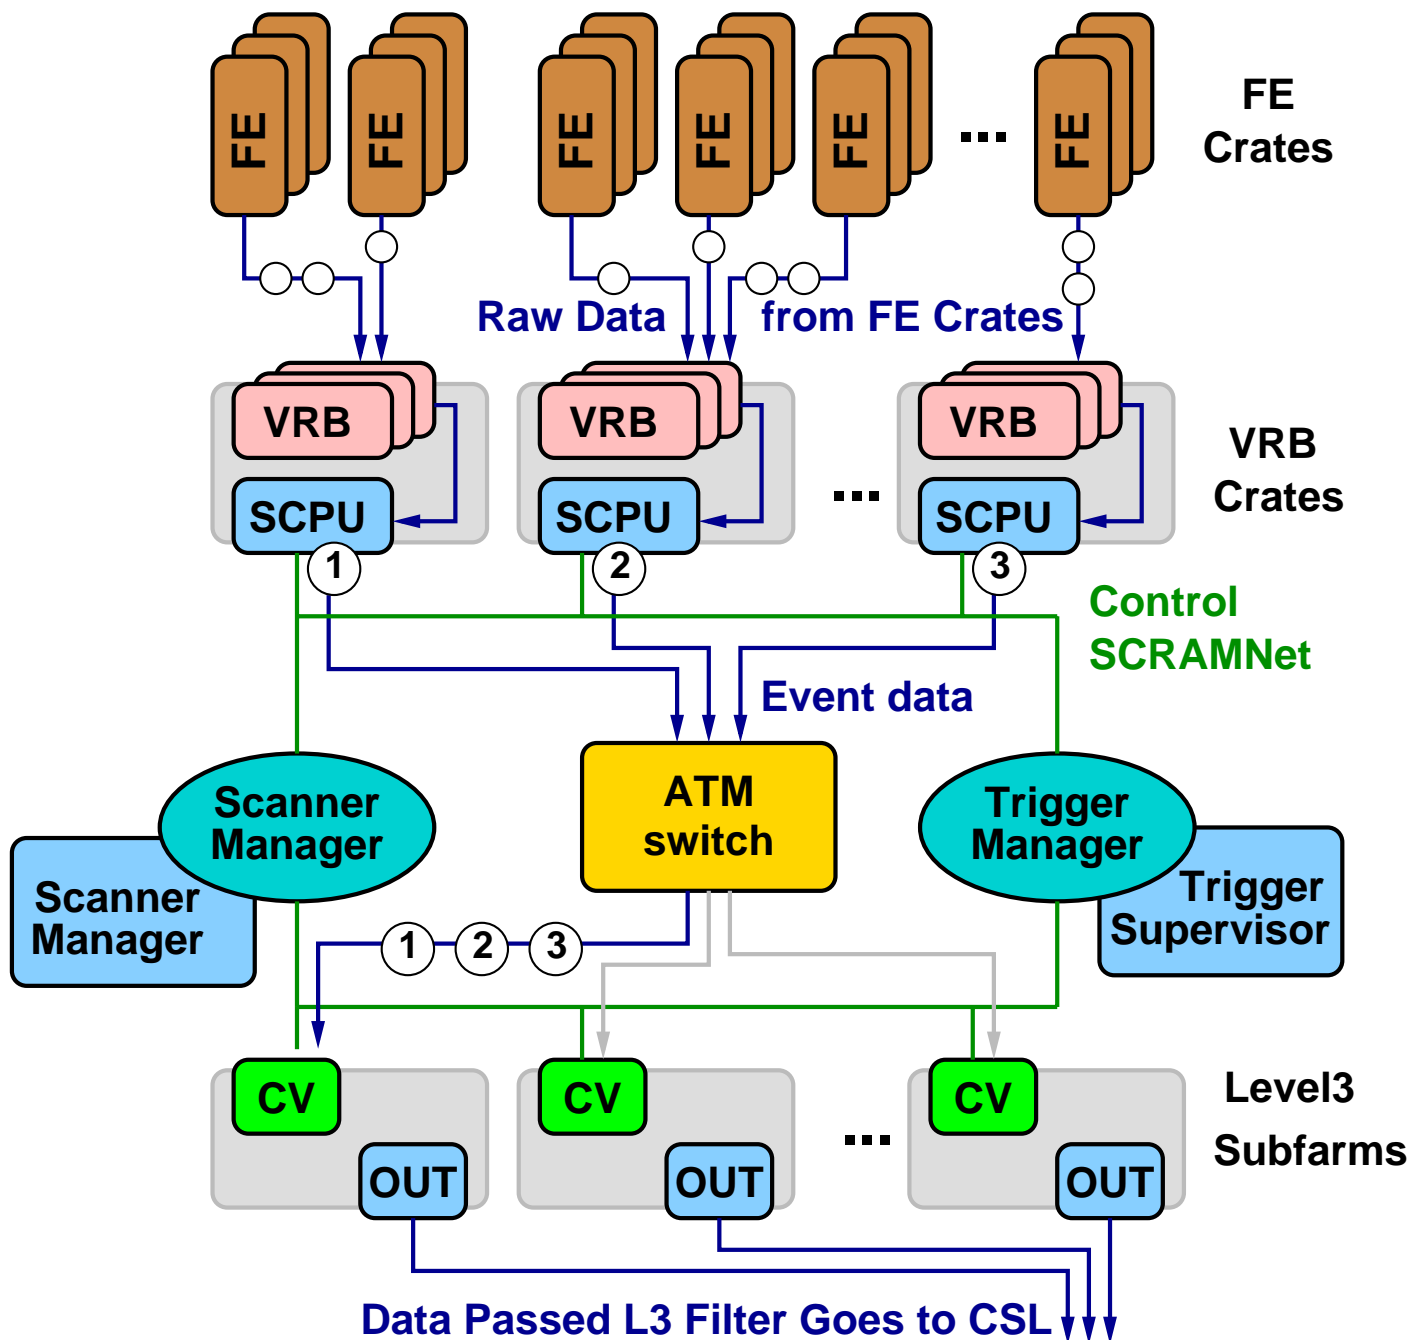 FE FE FE FE FE ... FE
FE
Crates
Raw Data from FE Crates
VRB VRB VRB
VRB
Crates
SCPU SCPU ... SCPU
1 2 3
Control
SCRAMNet
Event data
Scanner
Manager
ATM
switch
Trigger
Manager
Scanner
Manager
Trigger
Supervisor
1 2 3
CV CV CV
Level3
Subfarms
...
OUT OUT OUT
Data Passed L3 Filter Goes to CSL